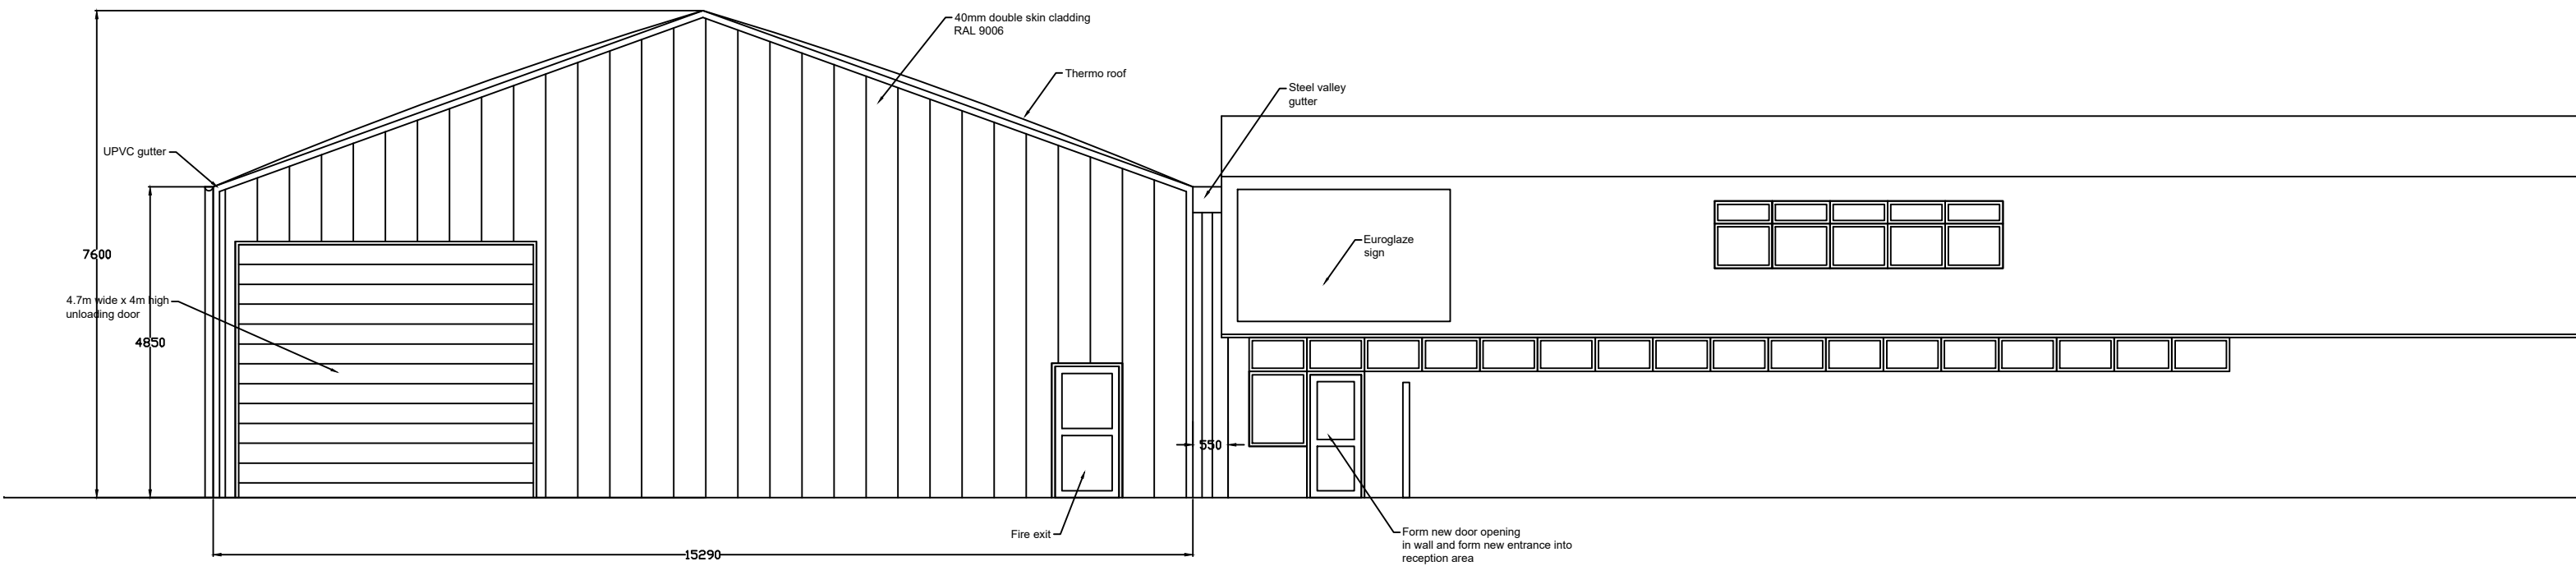 40mm double skin cladding
RAL 9006
Thermo roof
Steel valley
gutter
UPVC gutter
Euroglaze
sign
7600
4.7m wide x 4m high
unloading door
4850
550
Fire exit
Form new door opening
in wall and form new entrance into
reception area
15290